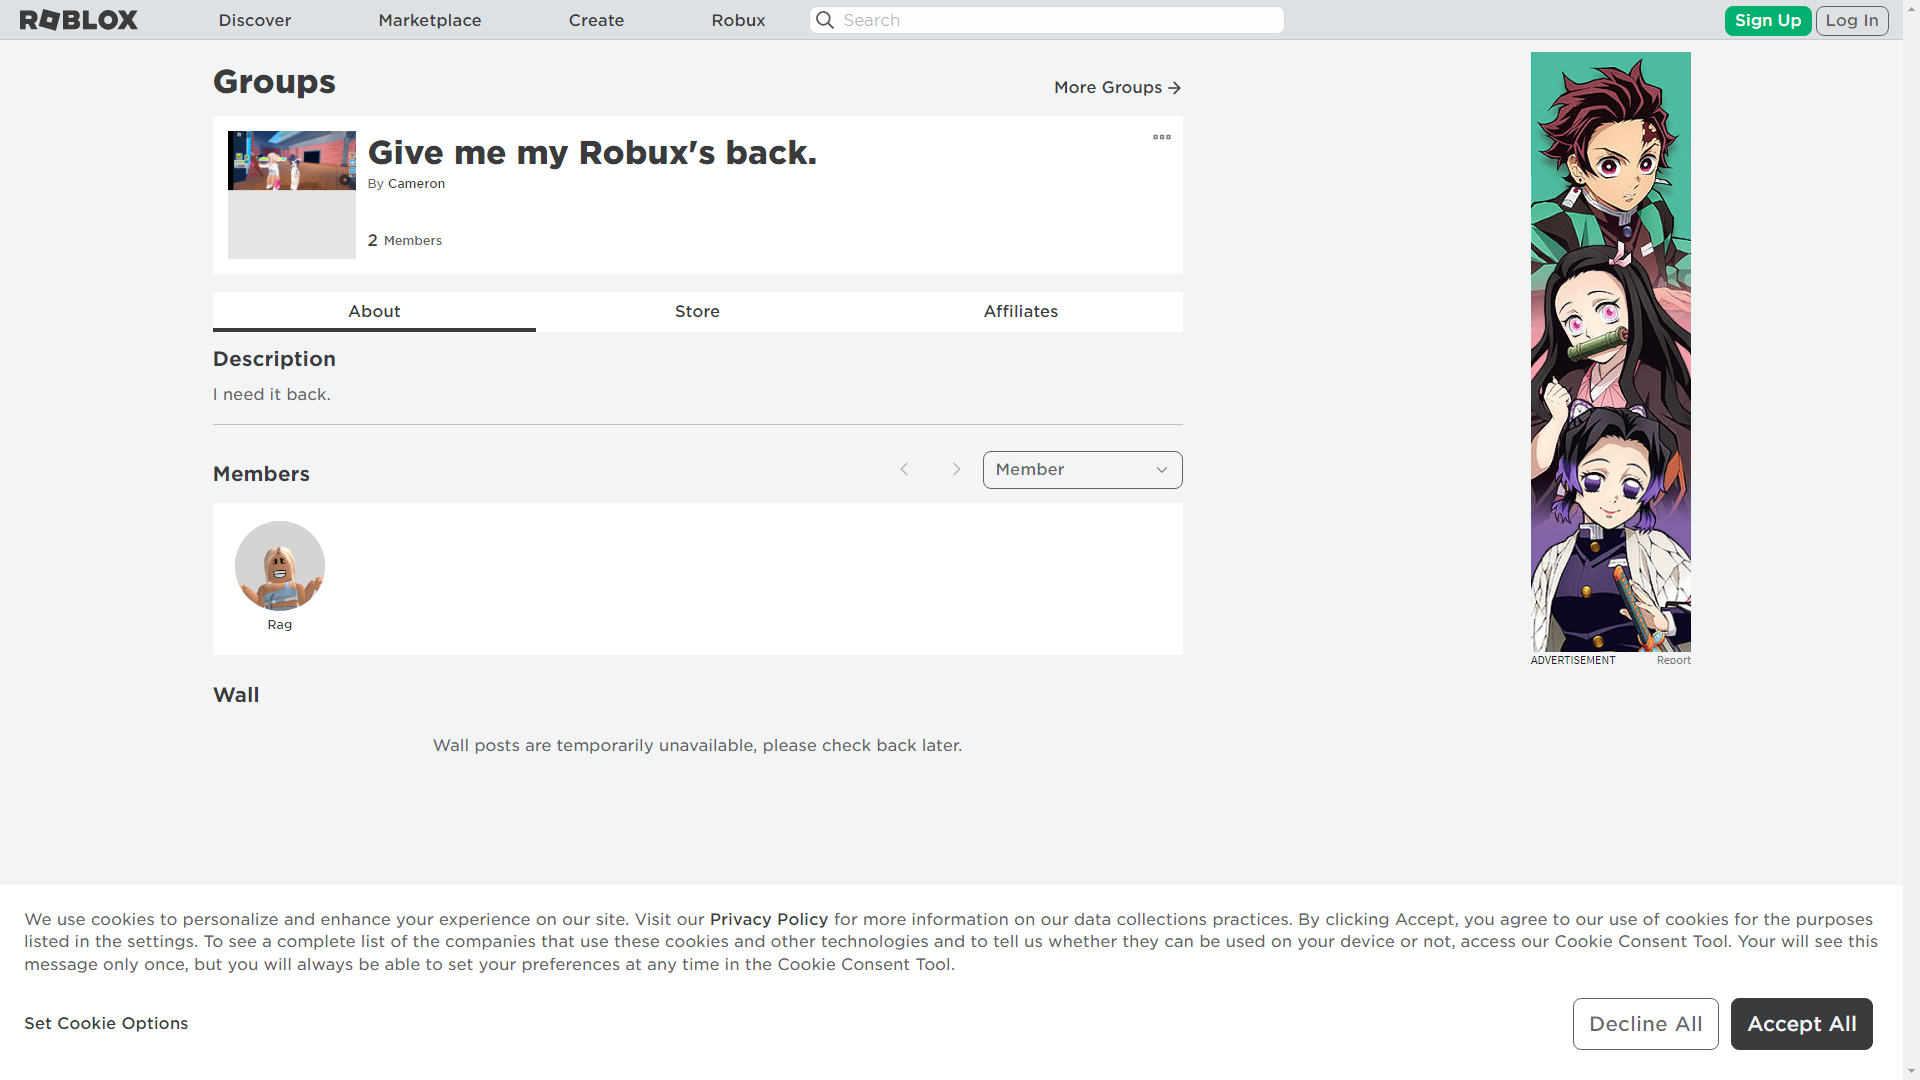 ROBLOX
Discover
Marketplace
Create
Robux
Search
Sign Up
Log In
Groups
More Groups
Give me my Robux's back.
By Cameron
2 Members
About
Store
Affiliates
Description
I need it back.
Members
Member
Rag
Wall
Wall posts are temporarily unavailable, please check back later.
ADVERTISEMENT
Report
We use cookies to personalize and enhance your experience on our site. Visit our Privacy Policy for more information on our data collections practices. By clicking Accept, you agree to our use of cookies for the purposes
listed in the settings. To see a complete list of the companies that use these cookies and other technologies and to tell us whether they can be used on your device or not, access our Cookie Consent Tool. Your will see this
message only once, but you will always be able to set your preferences at any time in the Cookie Consent Tool.
Set Cookie Options
Decline All
Accept All